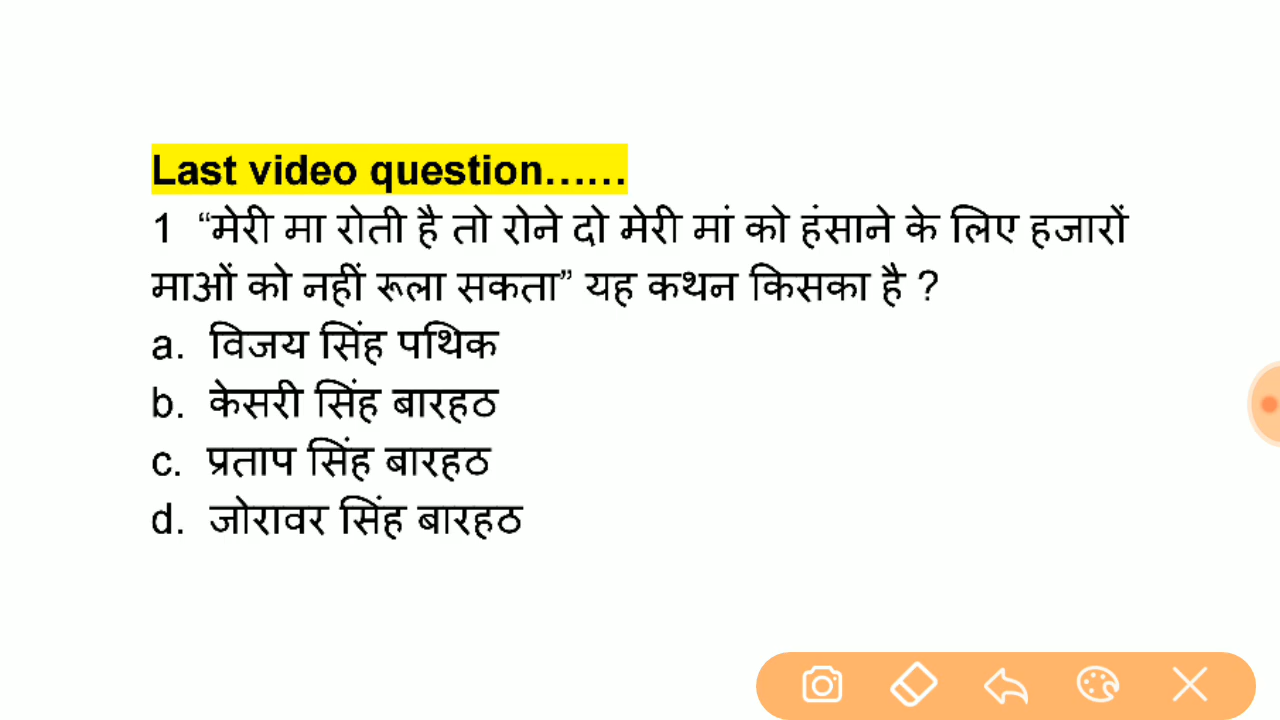 Last video question……
1 “मेरी मा रोती है तो रोने दो मेरी मां को हंसाने के लिए हजारों
माओं को नहीं रूला सकता” यह कथन किसका है ?
a. विजय सिंह पथिक
b. केसरी सिंह बारहठ
c. प्रताप सिंह बारहठ
d. जोरावर सिंह बारहठ